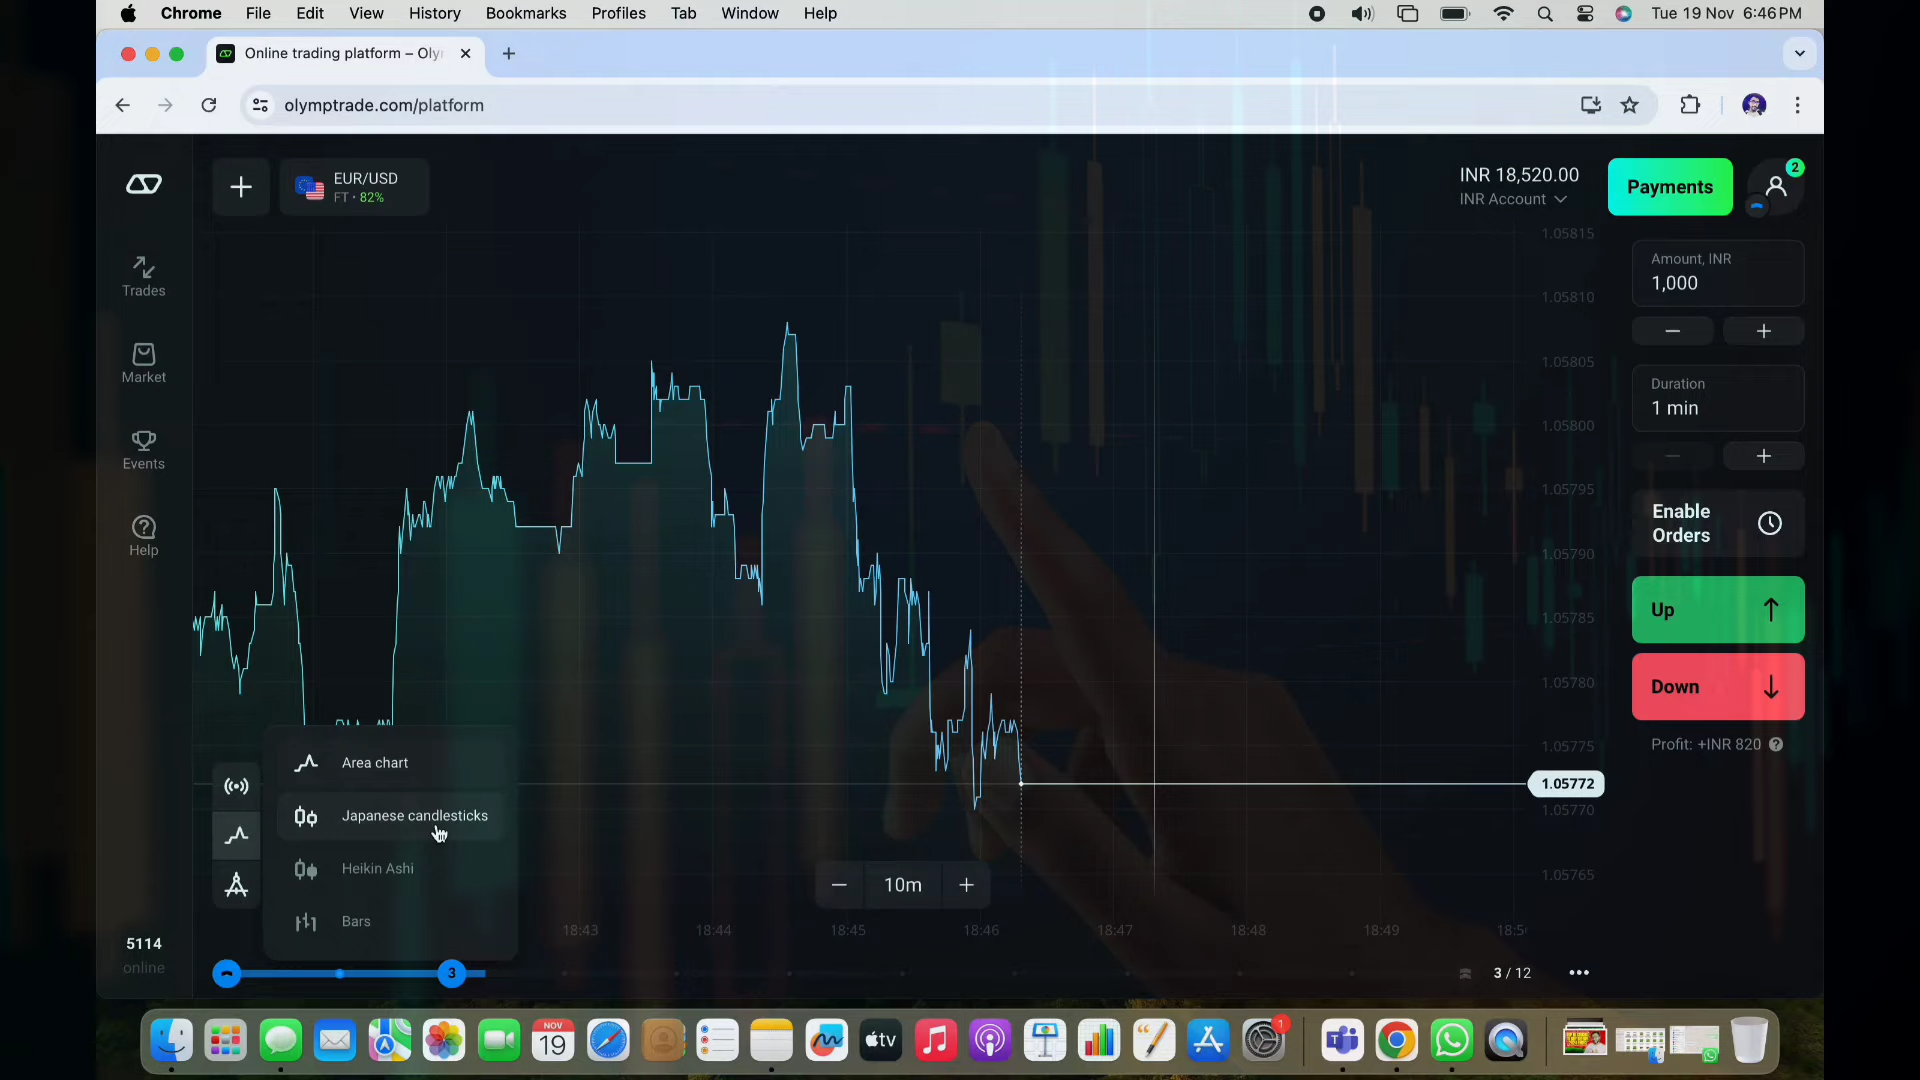 Chrome File Edit View History Bookmarks Profiles Tab Window Help Tue 19 Nov 6:46PM
Online trading platform – Oly
olymptrade.com/platform
EUR/USD
FT • 82%
INR 18,520.00
INR Account
Payments
2
Trades
Market
Events
Help
5114
online
1.05815
1.05810
1.05805
1.05800
1.05795
1.05790
1.05785
1.05780
1.05775
1.05772
1.05770
1.05765
Amount, INR
1,000
Duration
1 min
Enable
Orders
Up
Down
Profit: +INR 820
Area chart
Japanese candlesticks
Heikin Ashi
Bars
10m
18:43 18:44 18:45 18:46 18:47 18:48 18:49
3
3 / 12
NOV
19
tv
1